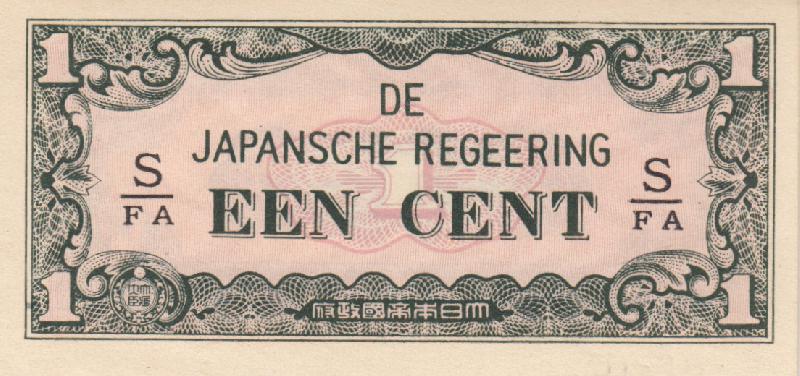 1 1
DE
JAPANSCHE REGEERING
S/FA EEN CENT S/FA
1 1
府政國帝本日大